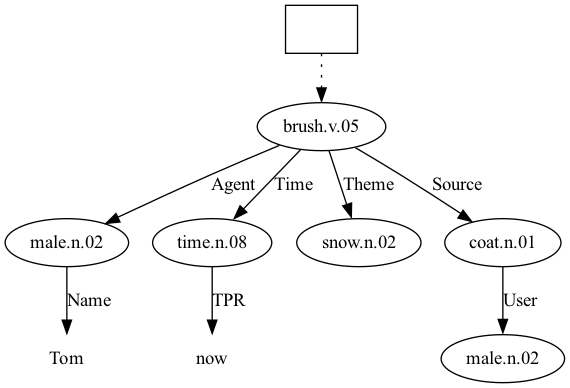 brush.v.05
Agent Time Theme Source
male.n.02 time.n.08 snow.n.02 coat.n.01
Name TPR User
Tom now male.n.02